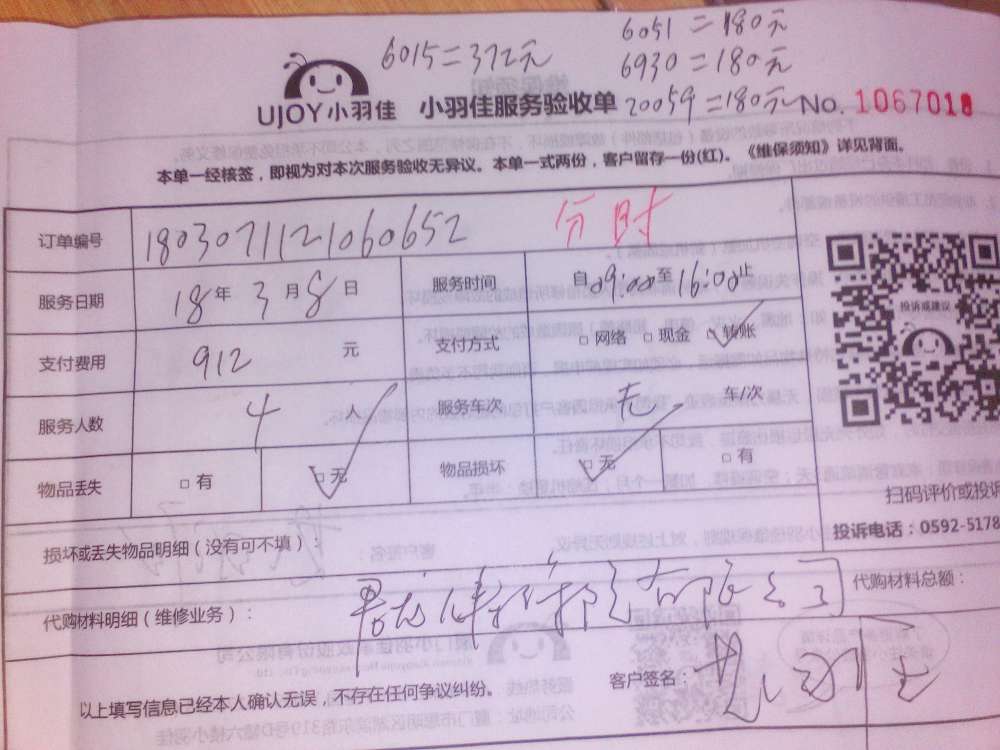 6015=372元
6051=180元
6930=180元
20059=180元
UJOY小羽佳 小羽佳服务验收单 No. 1067018
本单一经核签，即视为对本次服务验收无异议。本单一式两份，客户留存一份(红)。《维保须知》详见背面。
订单编号 1803071121060652 分时
服务日期 18年3月8日 服务时间 自09:00至16:00止
支付费用 912 元 支付方式 □网络 □现金 □转账
服务人数 4 人 服务车次 无 车/次
物品丢失 □有 □无 物品损坏 □无 □有
投诉或建议
扫码评价或投诉
投诉电话：0592-5178
损坏或丢失物品明细（没有可不填）：
代购材料明细（维修业务）： 有限公司
代购材料总额：
以上填写信息已经本人确认无误，不存在任何争议纠纷。
客户签名：